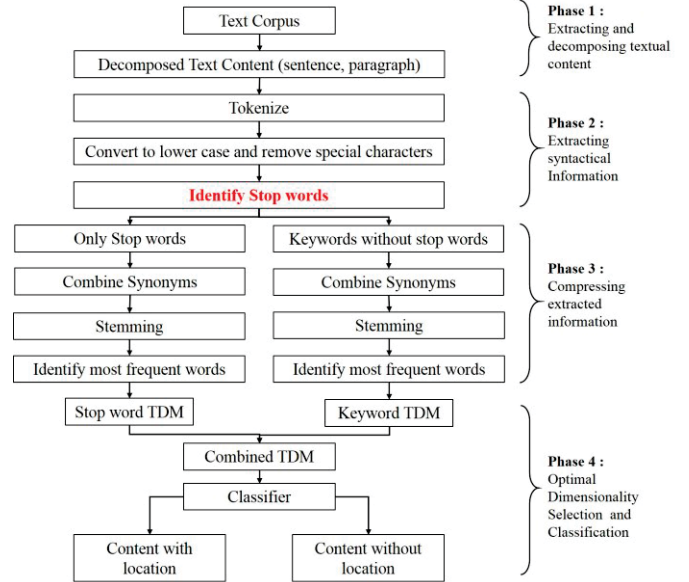 Text Corpus
Decomposed Text Content (sentence, paragraph)
Phase 1 :
Extracting and
decomposing textual
content
Tokenize
Convert to lower case and remove special characters
Identify Stop words
Phase 2 :
Extracting
syntactical
Information
Only Stop words
Keywords without stop words
Combine Synonyms
Combine Synonyms
Stemming
Stemming
Identify most frequent words
Identify most frequent words
Phase 3 :
Compressing
extracted
information
Stop word TDM
Keyword TDM
Combined TDM
Classifier
Content with
location
Content without
location
Phase 4 :
Optimal
Dimensionality
Selection and
Classification